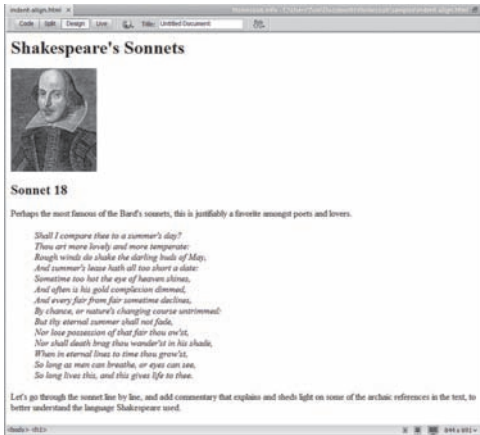 indent-align.html ×
Code Split Design Live Title: Untitled Document
Shakespeare's Sonnets
Sonnet 18
Perhaps the most famous of the Bard's sonnets, this is justifiably a favorite amongst poets and lovers.
Shall I compare thee to a summer's day?
Thou art more lovely and more temperate:
Rough winds do shake the darling buds of May,
And summer's lease hath all too short a date:
Sometime too hot the eye of heaven shines,
And often is his gold complexion dimmed,
And every fair from fair sometime declines,
By chance, or nature's changing course untrimmed:
But thy eternal summer shall not fade,
Nor lose possession of that fair thou ow'st,
Nor shall death brag thou wander'st in his shade,
When in eternal lines to time thou grow'st,
So long as men can breathe, or eyes can see,
So long lives this, and this gives life to thee.
Let's go through the sonnet line by line, and add commentary that explains and sheds light on some of the archaic references in the text, to
better understand the language Shakespeare used.
<body> <h1>